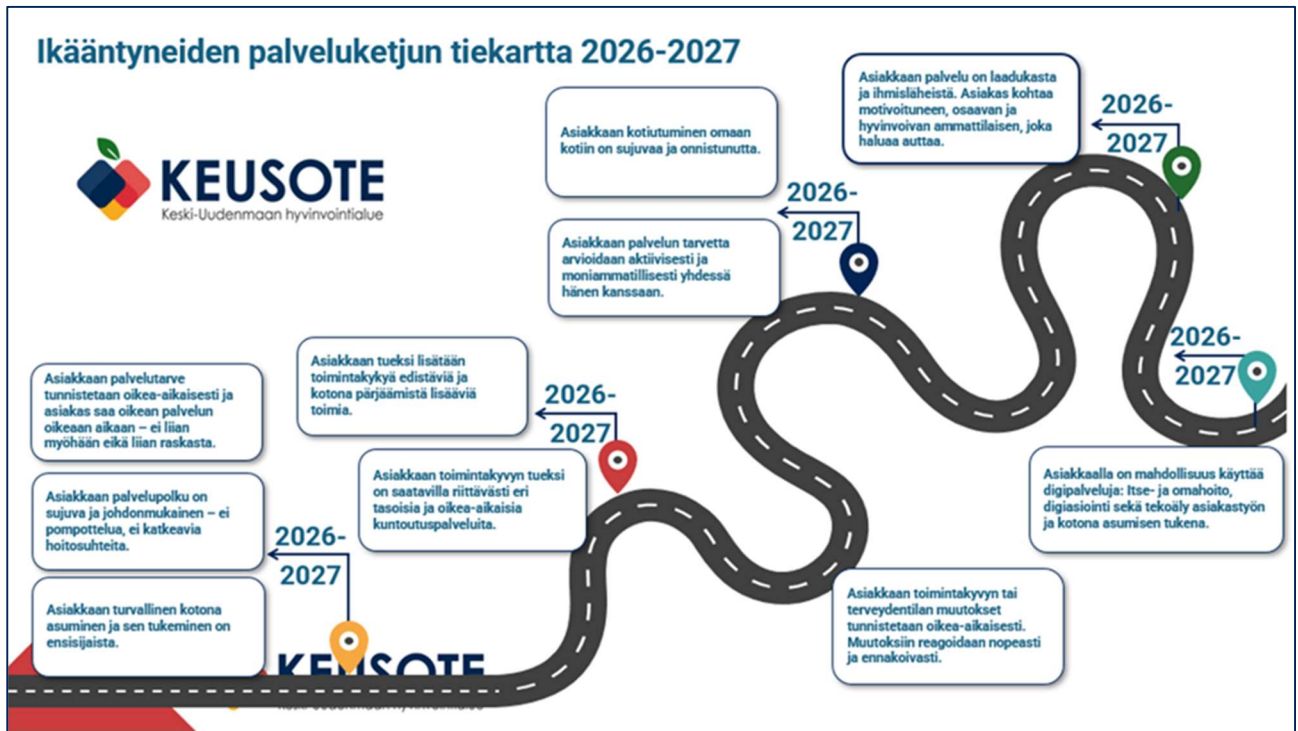 Ikääntyneiden palveluketjun tiekartta 2026-2027
KEUSOTE
Keski-Uudenmaan hyvinvointialue
Asiakkaan palvelutarve
tunnistetaan oikea-aikaisesti ja
asiakas saa oikean palvelun
oikeaan aikaan – ei liian
myöhään eikä liian raskasta.
Asiakkaan palvelupolku on
sujuva ja johdonmukainen – ei
pompottelua, ei katkeavia
hoitosuhteita.
Asiakkaan turvallinen kotona
asuminen ja sen tukeminen on
ensisijaista.
2026-
2027
KEUSOTE
Keski-Uudenmaan hyvinvointialue
Asiakkaan tueksi lisätään
toimintakykyä edistäviä ja
kotona pärjäämistä lisääviä
toimia.
Asiakkaan toimintakyvyn tueksi
on saatavilla riittävästi eri
tasoisia ja oikea-aikaisia
kuntoutuspalveluita.
2026-
2027
Asiakkaan kotiutuminen omaan
kotiin on sujuvaa ja onnistunutta.
Asiakkaan palvelun tarvetta
arvioidaan aktiivisesti ja
moniammatillisesti yhdessä
hänen kanssaan.
2026-
2027
Asiakkaan toimintakyvyn tai
terveydentilan muutokset
tunnistetaan oikea-aikaisesti.
Muutoksiin reagoidaan nopeasti
ja ennakoivasti.
Asiakkaan palvelu on laadukasta
ja ihmisläheistä. Asiakas kohtaa
motivoituneen, osaavan ja
hyvinvoivan ammattilaisen, joka
haluaa auttaa.
2026-
2027
2026-
2027
Asiakkaalla on mahdollisuus käyttää
digipalveluja: Itse- ja omahoito,
digiasiointi sekä tekoäly asiakastyön
ja kotona asumisen tukena.